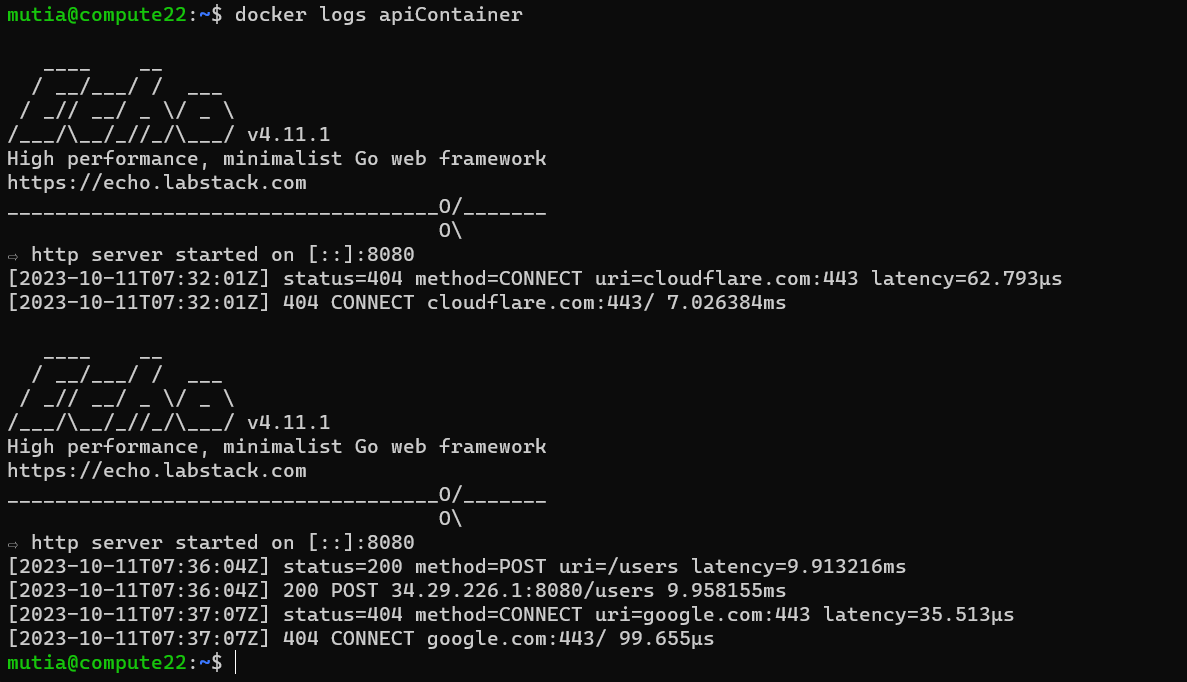 mutia@compute22:~$ docker logs apiContainer

   ____    __
  / __/___/ /  ___
 / _// __/ _ \/ _ \
/___/\__/_//_/\___/ v4.11.1
High performance, minimalist Go web framework
https://echo.labstack.com
____________________________________O/_______
                                    O\
⇨ http server started on [::]:8080
[2023-10-11T07:32:01Z] status=404 method=CONNECT uri=cloudflare.com:443 latency=62.793µs
[2023-10-11T07:32:01Z] 404 CONNECT cloudflare.com:443/ 7.026384ms

   ____    __
  / __/___/ /  ___
 / _// __/ _ \/ _ \
/___/\__/_//_/\___/ v4.11.1
High performance, minimalist Go web framework
https://echo.labstack.com
____________________________________O/_______
                                    O\
⇨ http server started on [::]:8080
[2023-10-11T07:36:04Z] status=200 method=POST uri=/users latency=9.913216ms
[2023-10-11T07:36:04Z] 200 POST 34.29.226.1:8080/users 9.958155ms
[2023-10-11T07:37:07Z] status=404 method=CONNECT uri=google.com:443 latency=35.513µs
[2023-10-11T07:37:07Z] 404 CONNECT google.com:443/ 99.655µs
mutia@compute22:~$